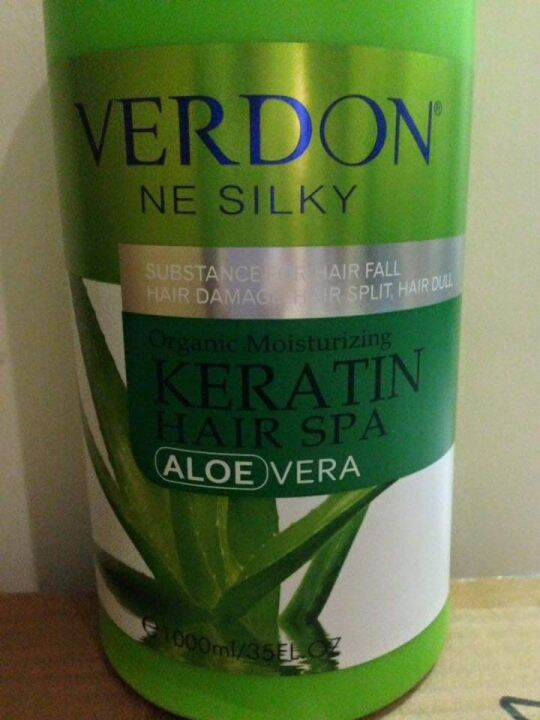 VERDON®
NE SILKY
SUBSTANCE FOR HAIR FALL
HAIR DAMAGE, HAIR SPLIT, HAIR DULL
Organic Moisturizing
KERATIN
HAIR SPA
ALOE VERA
℮1000ml/35FL.OZ